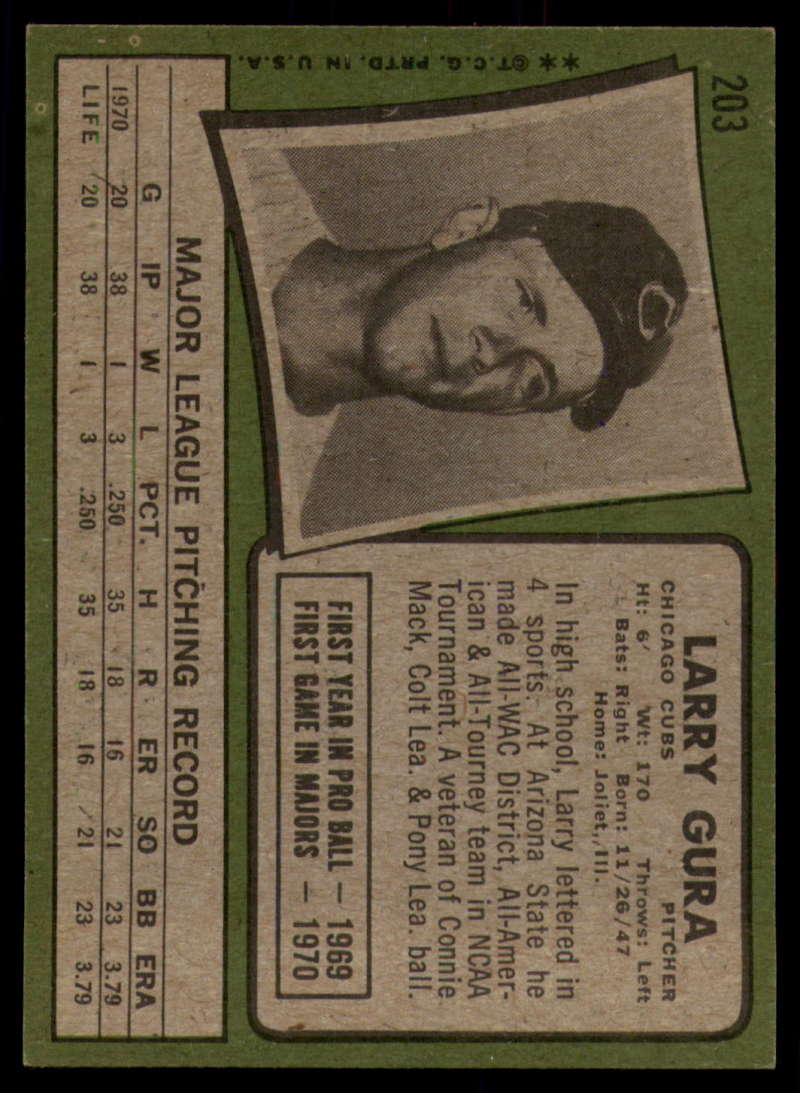 203
**©T.C.G. PRTD. IN U.S.A.
C
LARRY GURA
CHICAGO CUBS PITCHER
Ht: 6' Wt: 170 Throws: Left
Bats: Right Born: 11/26/47
Home: Joliet, Ill.
In high school, Larry lettered in
4 sports. At Arizona State he
made All-WAC District, All-Amer-
ican & All-Tourney team in NCAA
Tournament. A veteran of Connie
Mack, Colt Lea. & Pony Lea. ball.
FIRST YEAR IN PRO BALL — 1969
FIRST GAME IN MAJORS — 1970
MAJOR LEAGUE PITCHING RECORD
G IP W L PCT. H R ER SO BB ERA
1970 20 38 1 3 .250 35 18 16 21 23 3.79
LIFE 20 38 1 3 .250 35 18 16 21 23 3.79